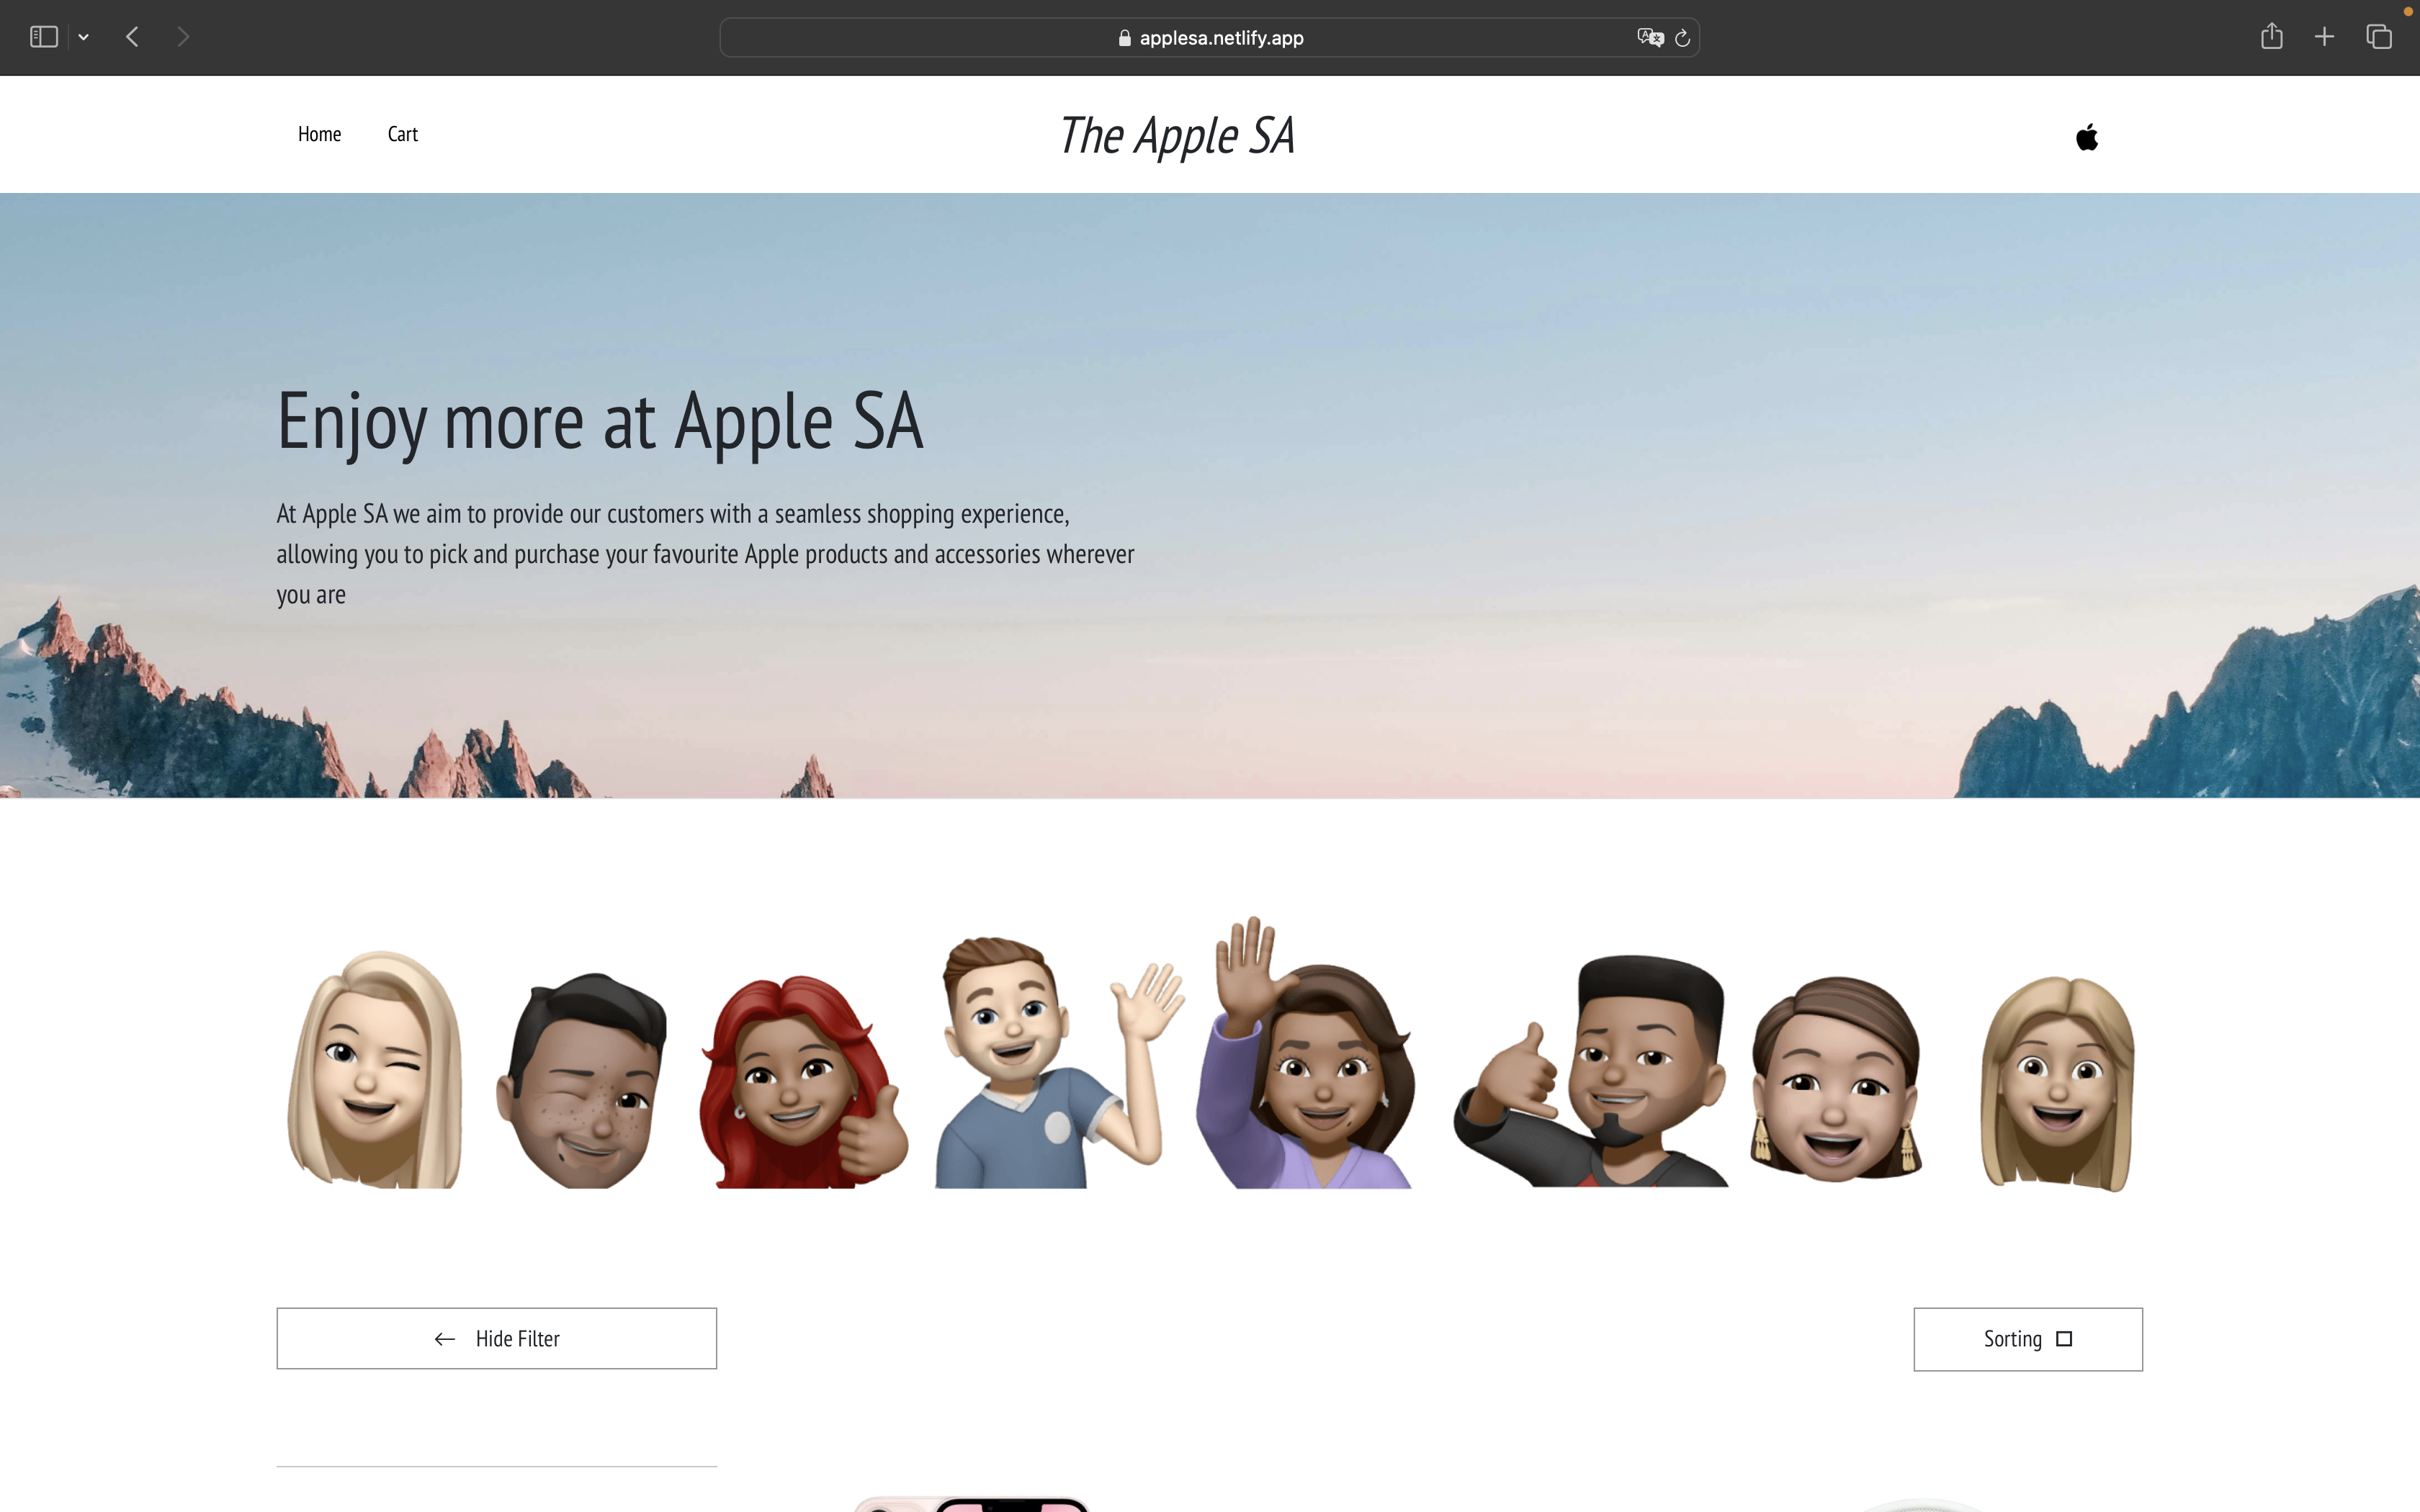 applesa.netlify.app
Home
Cart
The Apple SA
Enjoy more at Apple SA
At Apple SA we aim to provide our customers with a seamless shopping experience,
allowing you to pick and purchase your favourite Apple products and accessories wherever
you are
Hide Filter
Sorting